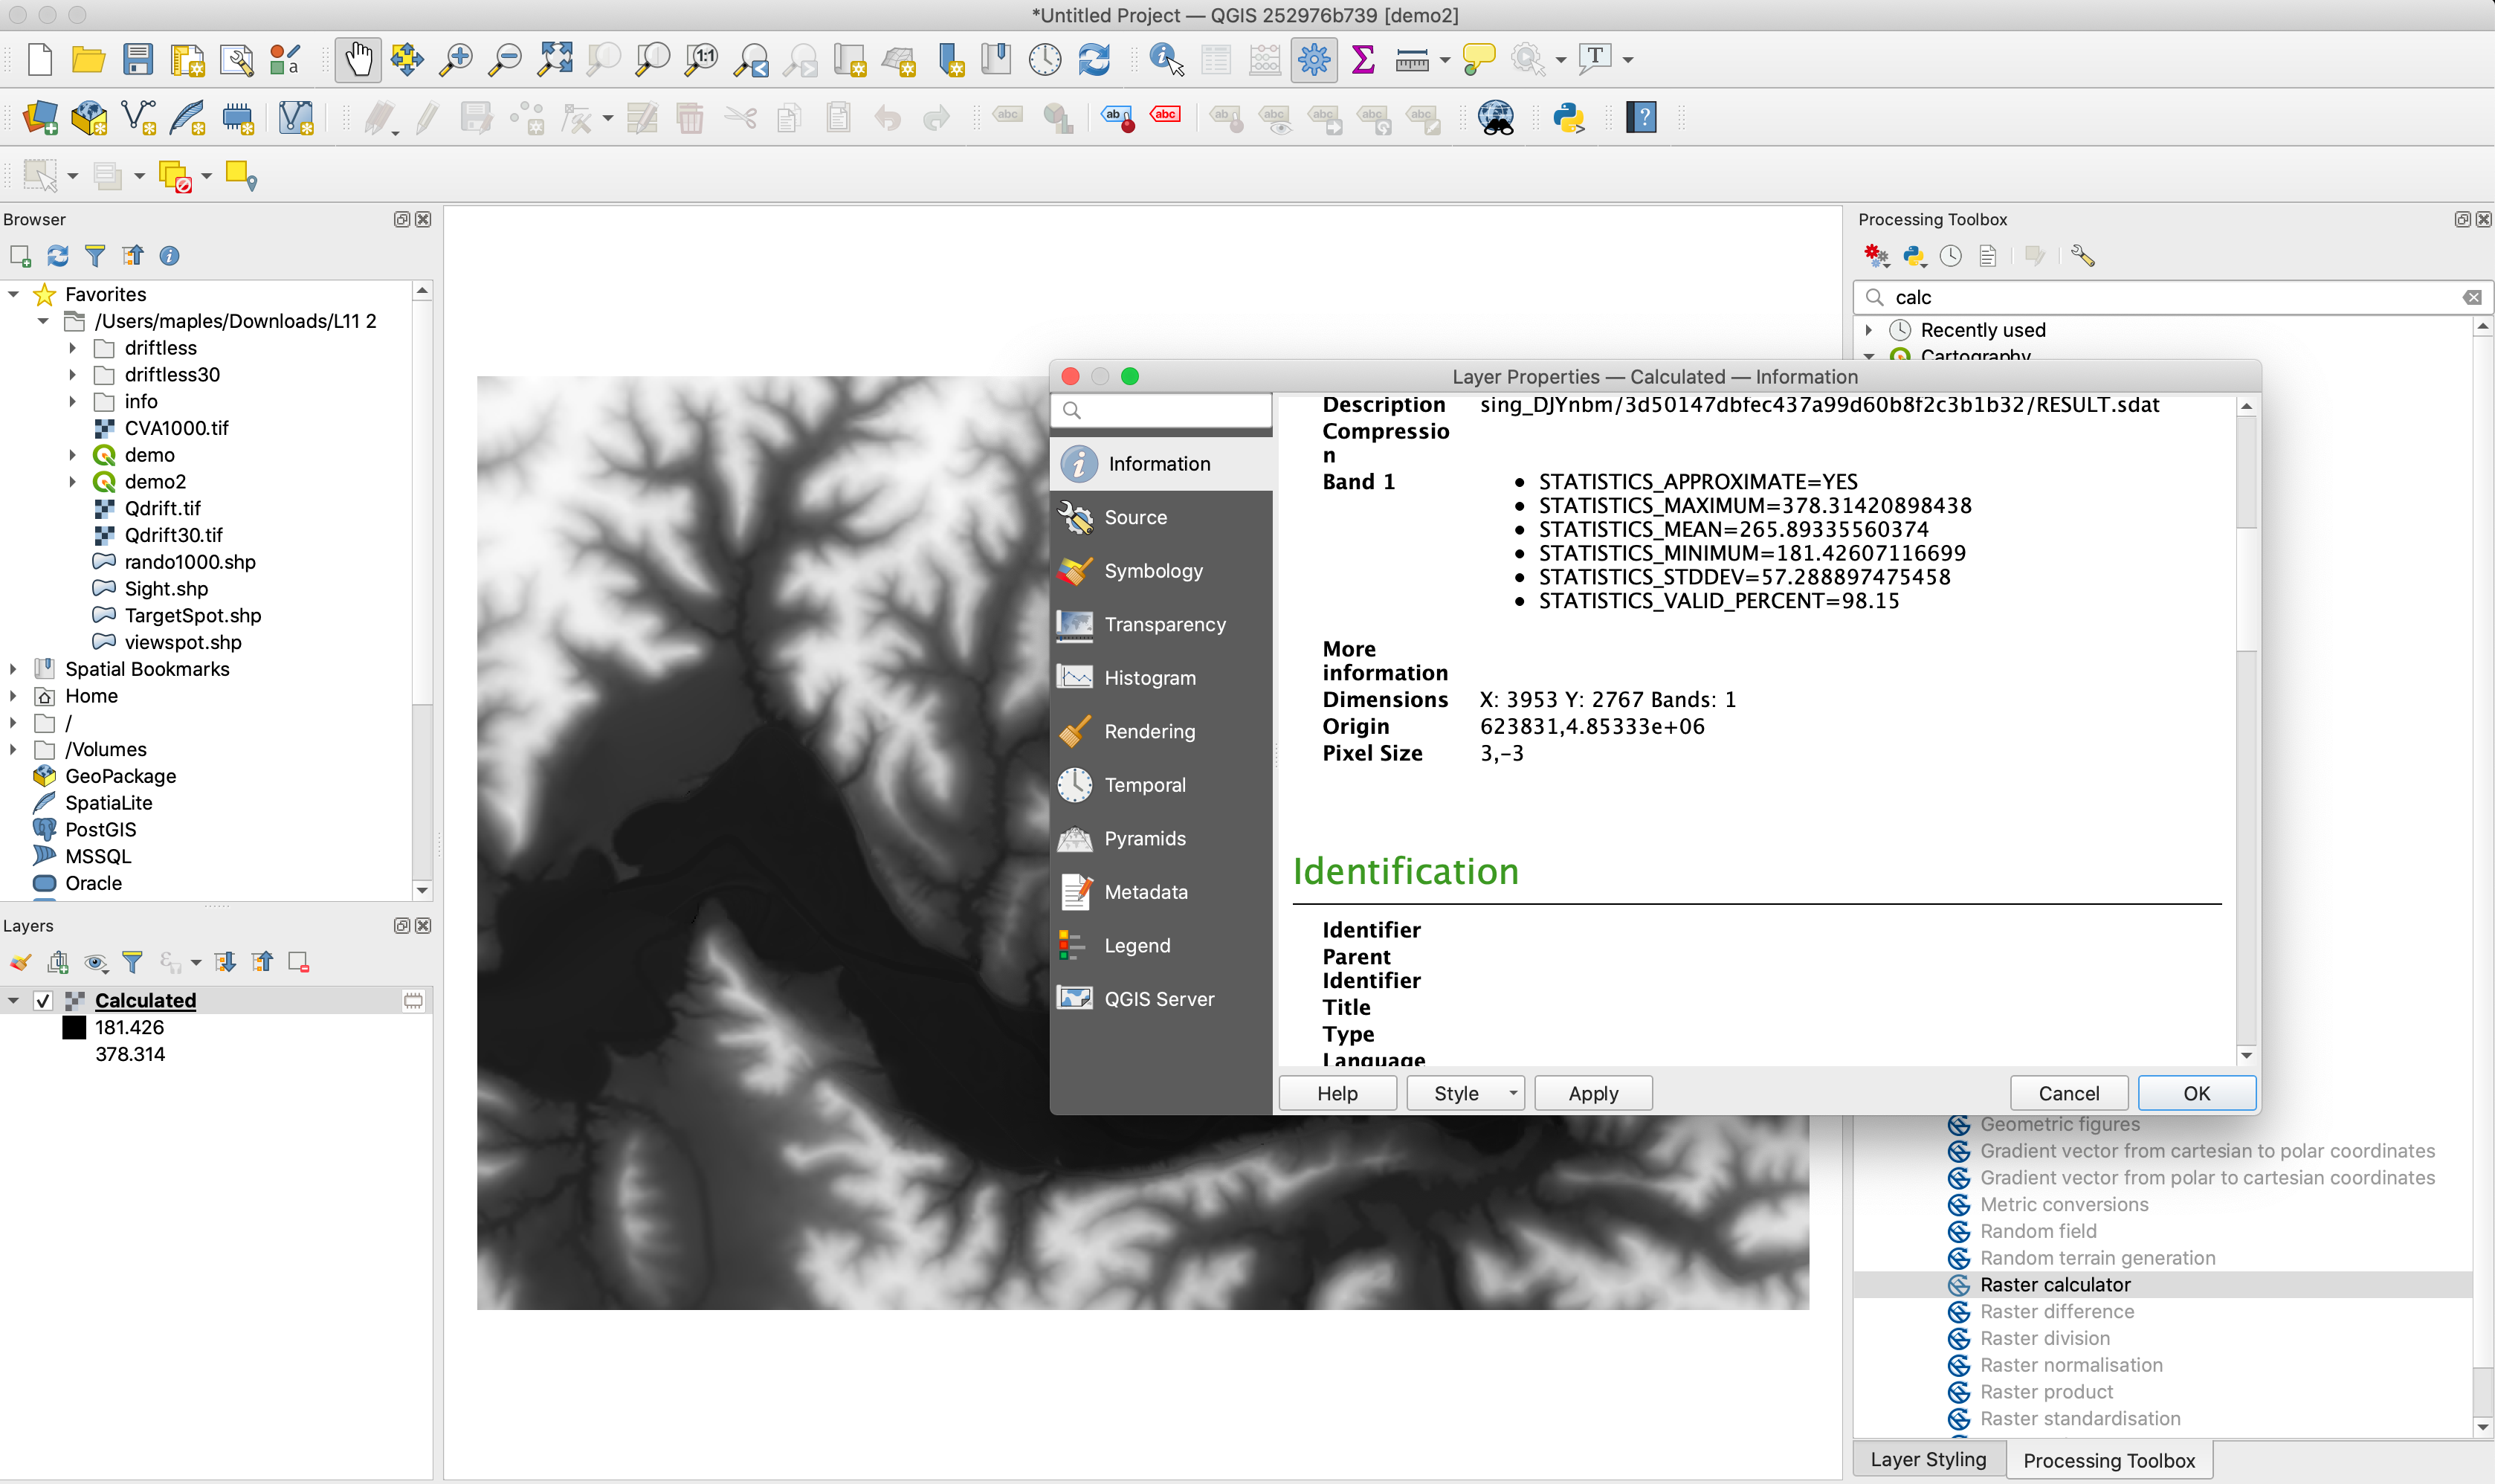 *Untitled Project — QGIS 252976b739 [demo2]
Browser
Favorites
/Users/maples/Downloads/L11 2
driftless
driftless30
info
CVA1000.tif
demo
demo2
Qdrift.tif
Qdrift30.tif
rando1000.shp
Sight.shp
TargetSpot.shp
viewspot.shp
Spatial Bookmarks
Home
/
/Volumes
GeoPackage
SpatiaLite
PostGIS
MSSQL
Oracle
Layers
Calculated
181.426
378.314
Layer Properties — Calculated — Information
Information
Source
Symbology
Transparency
Histogram
Rendering
Temporal
Pyramids
Metadata
Legend
QGIS Server
Description sing_DJYnbm/3d50147dbfec437a99d60b8f2c3b1b32/RESULT.sdat
Compressio
n
Band 1
• STATISTICS_APPROXIMATE=YES
• STATISTICS_MAXIMUM=378.31420898438
• STATISTICS_MEAN=265.89335560374
• STATISTICS_MINIMUM=181.42607116699
• STATISTICS_STDDEV=57.288897475458
• STATISTICS_VALID_PERCENT=98.15
More
information
Dimensions X: 3953 Y: 2767 Bands: 1
Origin 623831,4.85333e+06
Pixel Size 3,-3
Identification
Identifier
Parent
Identifier
Title
Type
Language
Help
Style
Apply
Cancel
OK
Processing Toolbox
calc
Recently used
Cartography
Geometric figures
Gradient vector from cartesian to polar coordinates
Gradient vector from polar to cartesian coordinates
Metric conversions
Random field
Random terrain generation
Raster calculator
Raster difference
Raster division
Raster normalisation
Raster product
Raster standardisation
Layer Styling
Processing Toolbox